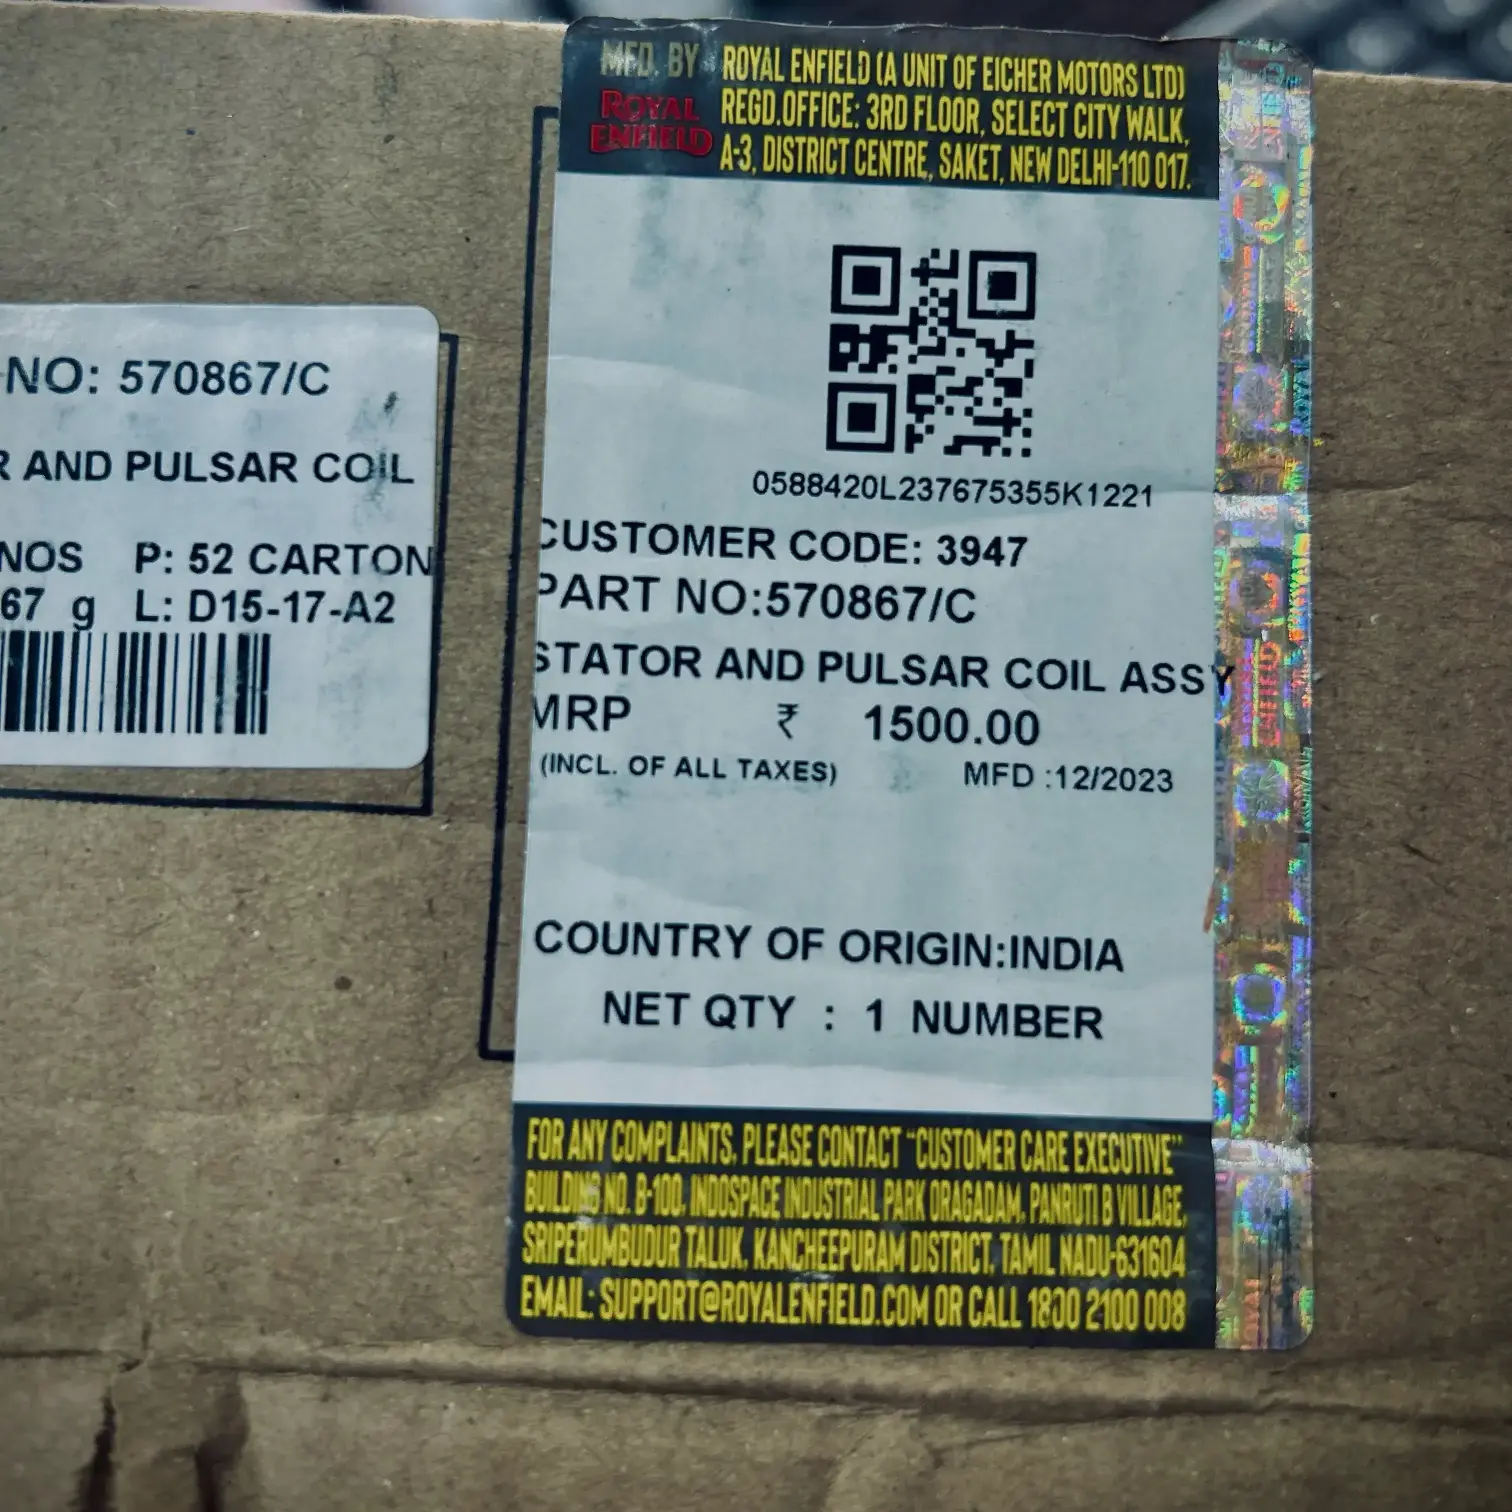 NO: 570867/C
R AND PULSAR COIL
NOS P: 52 CARTON
67 g L: D15-17-A2
MFD. BY
ROYAL
ENFIELD
ROYAL ENFIELD (A UNIT OF EICHER MOTORS LTD)
REGD.OFFICE: 3RD FLOOR, SELECT CITY WALK,
A-3, DISTRICT CENTRE, SAKET, NEW DELHI-110 017.
0588420L237675355K1221
CUSTOMER CODE: 3947
PART NO:570867/C
STATOR AND PULSAR COIL ASSY
MRP ₹ 1500.00
(INCL. OF ALL TAXES) MFD :12/2023
COUNTRY OF ORIGIN:INDIA
NET QTY : 1 NUMBER
FOR ANY COMPLAINTS, PLEASE CONTACT "CUSTOMER CARE EXECUTIVE"
BUILDING NO. B-100, INDOSPACE INDUSTRIAL PARK ORAGADAM, PANRUTI B VILLAGE,
SRIPERUMBUDUR TALUK, KANCHEEPURAM DISTRICT, TAMIL NADU-631604
EMAIL: SUPPORT@ROYALENFIELD.COM OR CALL 1800 2100 008
ENFIELD
ROYAL